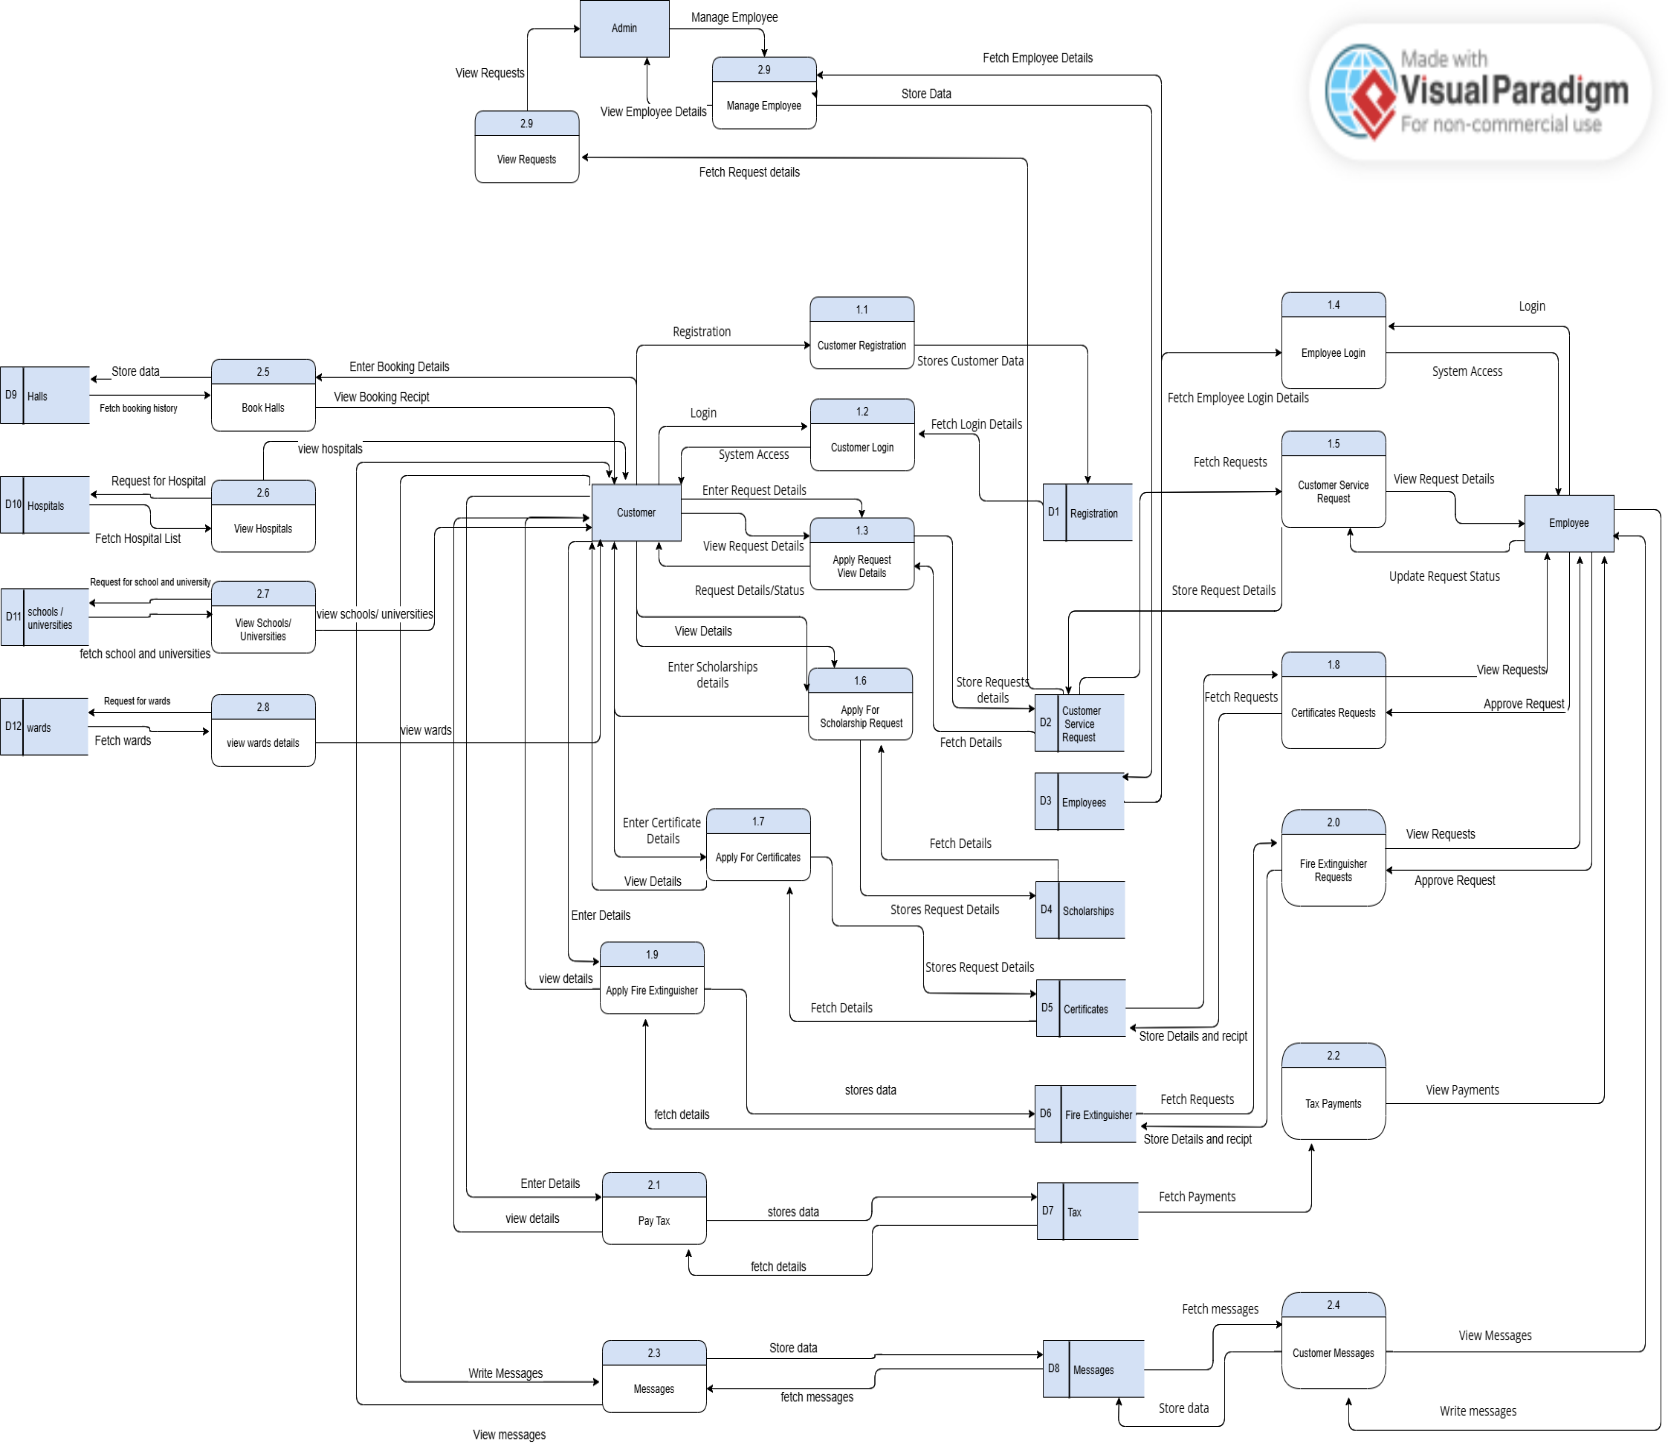 Admin
Manage Employee
Made with
Visual Paradigm
For non-commercial use
View Requests
2.9
Manage Employee
View Employee Details
Fetch Employee Details
Store Data
2.9
View Requests
Fetch Request details
1.1
Customer Registration
Registration
Stores Customer Data
1.4
Employee Login
Login
System Access
Fetch Employee Login Details
D9
Halls
Store data
Fetch booking history
2.5
Book Halls
Enter Booking Details
View Booking Recipt
1.2
Customer Login
Login
System Access
Fetch Login Details
1.5
Customer Service
Request
Fetch Requests
View Request Details
view hospitals
D10
Hospitals
Request for Hospital
Fetch Hospital List
2.6
View Hospitals
Customer
Enter Request Details
View Request Details
Request Details/Status
1.3
Apply Request
View Details
D1
Registration
Employee
Update Request Status
Store Request Details
D11
schools /
universities
Request for school and university
fetch school and universities
2.7
View Schools/
Universities
view schools/ universities
View Details
Enter Scholarships
details
1.6
Apply For
Scholarship Request
Store Requests
details
Fetch Details
D2
Customer
Service
Request
1.8
Certificates Requests
Fetch Requests
View Requests
Approve Request
D12
wards
Request for wards
Fetch wards
2.8
view wards details
view wards
D3
Employees
1.7
Apply For Certificates
Enter Certificate
Details
View Details
Fetch Details
2.0
Fire Extinguisher
Requests
View Requests
Approve Request
D4
Scholarships
Stores Request Details
Enter Details
1.9
Apply Fire Extinguisher
view details
Stores Request Details
Fetch Details
D5
Certificates
Store Details and recipt
2.2
Tax Payments
View Payments
stores data
fetch details
D6
Fire Extinguisher
Fetch Requests
Store Details and recipt
Enter Details
view details
2.1
Pay Tax
stores data
fetch details
D7
Tax
Fetch Payments
2.4
Customer Messages
Fetch messages
View Messages
Write Messages
2.3
Messages
Store data
fetch messages
D8
Messages
Store data
Write messages
View messages